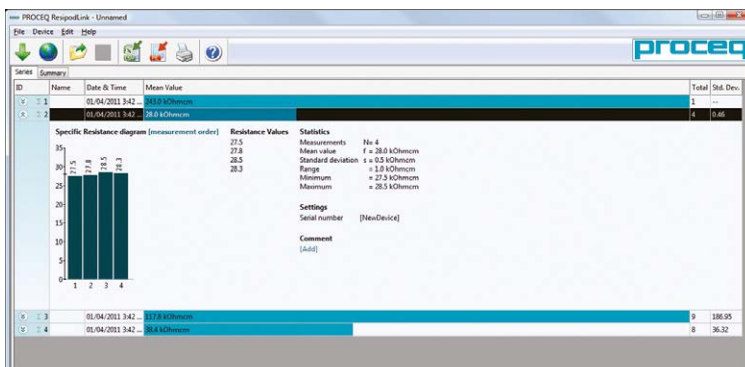 PROCEQ ResipodLink - Unnamed
File Device Edit Help
proceq
Series Summary
ID Name Date & Time Mean Value Total Std. Dev.
1 01/04/2011 3:42 ... 243.0 kOhmcm 1 --
2 01/04/2011 3:42 ... 28.0 kOhmcm 4 0.46
Specific Resistance diagram [measurement order]
35
30
25
20
15
10
5
0
27.5 27.8 28.5 28.3
1 2 3 4
Resistance Values
27.5
27.8
28.5
28.3
Statistics
Measurements N= 4
Mean value f = 28.0 kOhmcm
Standard deviation s = 0.5 kOhmcm
Range = 1.0 kOhmcm
Minimum = 27.5 kOhmcm
Maximum = 28.5 kOhmcm
Settings
Serial number [NewDevice]
Comment
[Add]
3 01/04/2011 3:42 ... 117.8 kOhmcm 9 186.95
4 01/04/2011 3:42 ... 38.4 kOhmcm 8 36.32